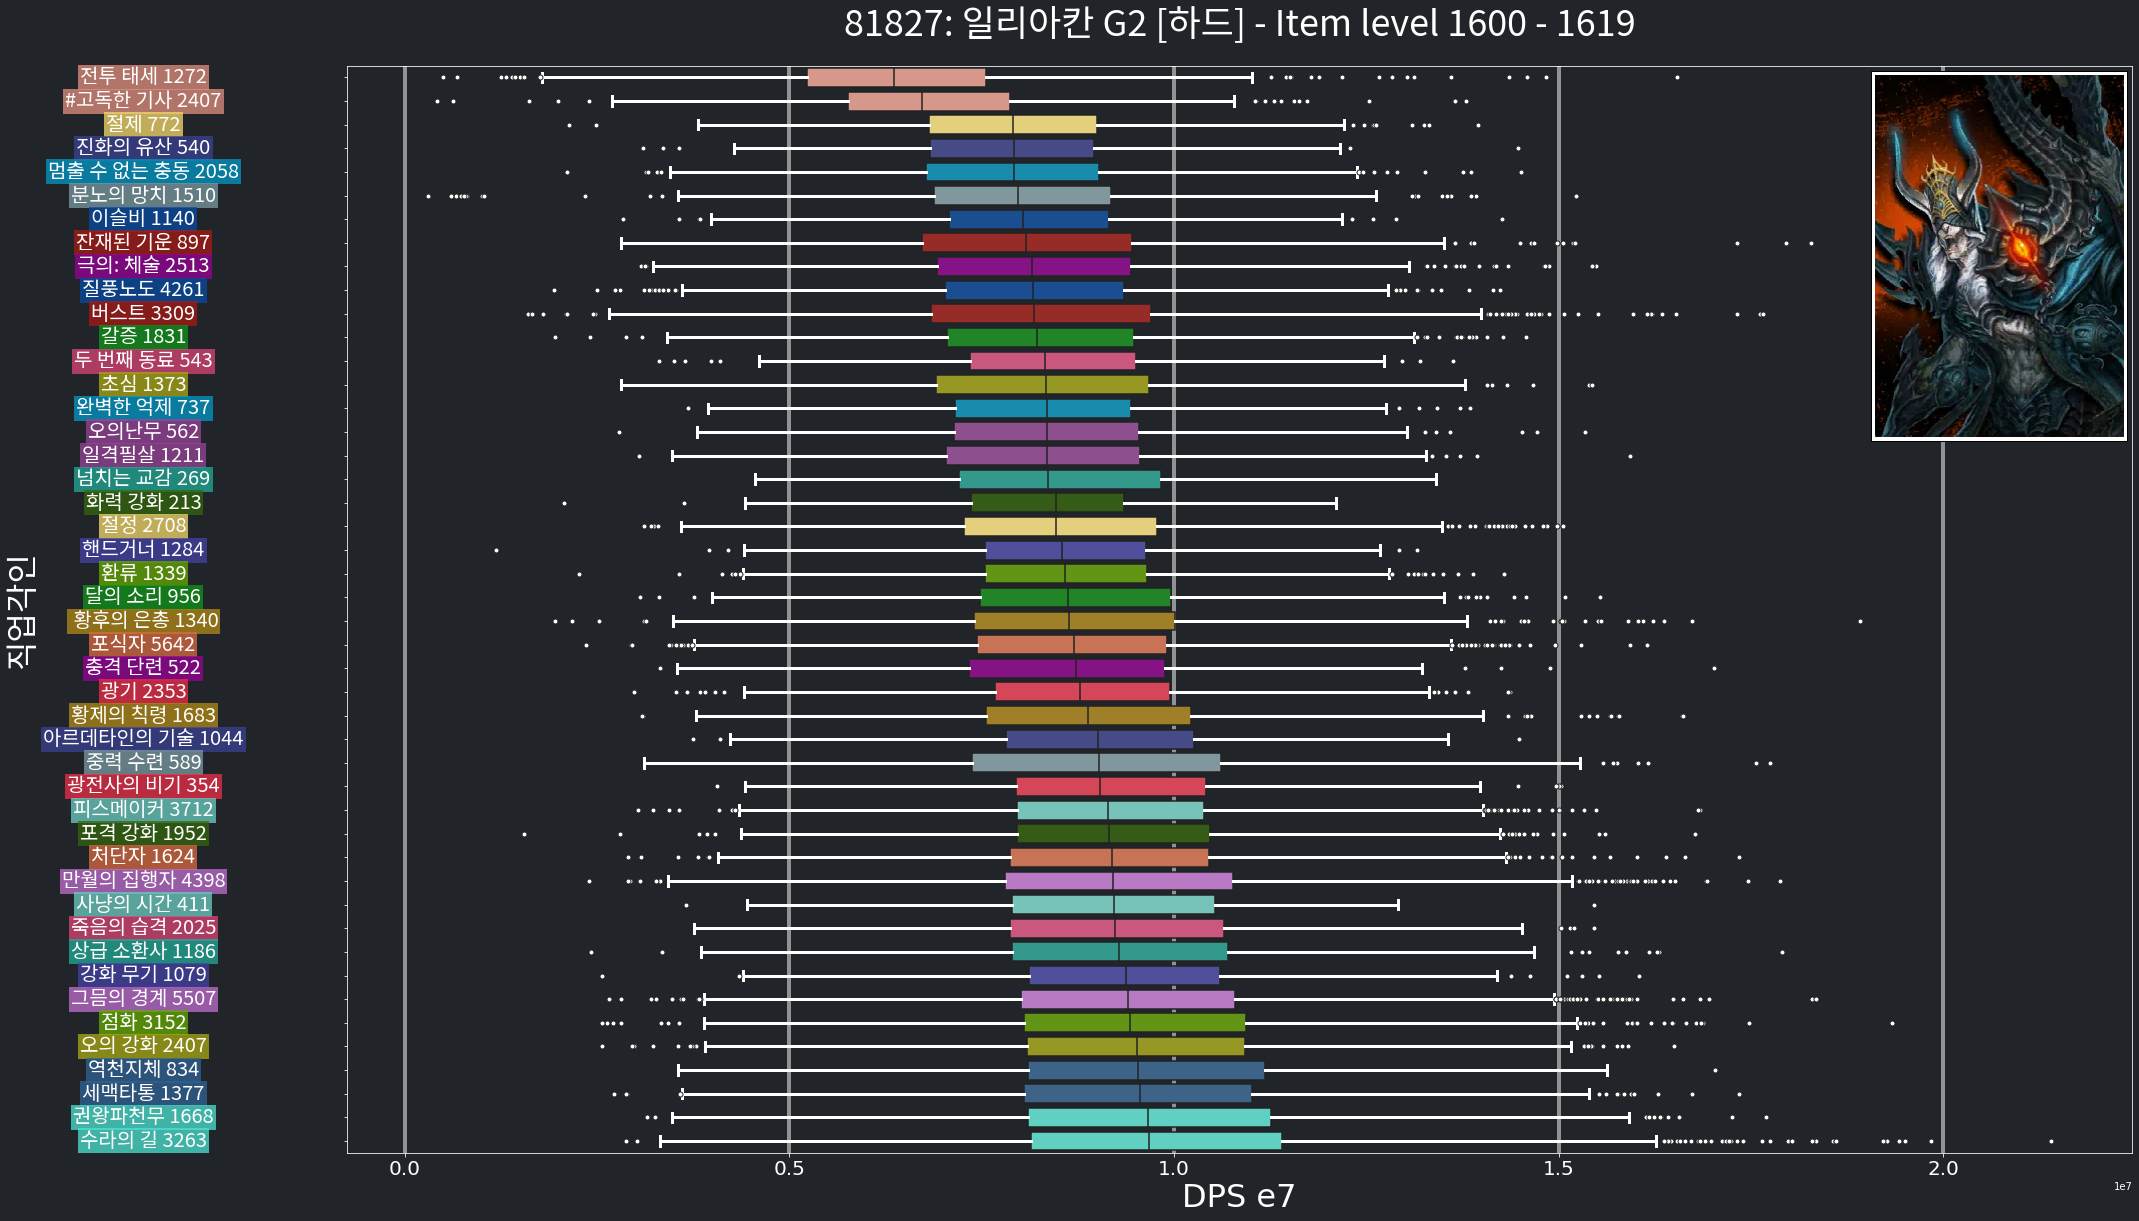 81827: 일리아칸 G2 [하드] - Item level 1600 - 1619
직업각인
전투 태세 1272
#고독한 기사 2407
절제 772
진화의 유산 540
멈출 수 없는 충동 2058
분노의 망치 1510
이슬비 1140
잔재된 기운 897
극의: 체술 2513
질풍노도 4261
버스트 3309
갈증 1831
두 번째 동료 543
초심 1373
완벽한 억제 737
오의난무 562
일격필살 1211
넘치는 교감 269
화력 강화 213
절정 2708
핸드거너 1284
환류 1339
달의 소리 956
황후의 은총 1340
포식자 5642
충격 단련 522
광기 2353
황제의 칙령 1683
아르데타인의 기술 1044
중력 수련 589
광전사의 비기 354
피스메이커 3712
포격 강화 1952
처단자 1624
만월의 집행자 4398
사냥의 시간 411
죽음의 습격 2025
상급 소환사 1186
강화 무기 1079
그믐의 경계 5507
점화 3152
오의 강화 2407
역천지체 834
세맥타통 1377
권왕파천무 1668
수라의 길 3263
0.0 0.5 1.0 1.5 2.0
DPS e7
1e7